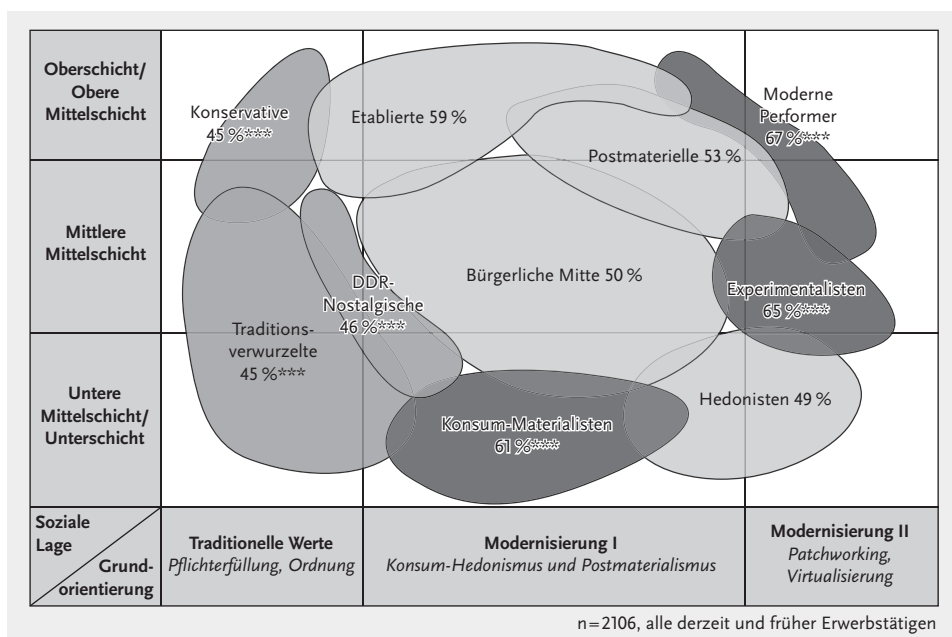 Oberschicht/
Obere
Mittelschicht
Konservative
45 %***
Etablierte 59 %
Moderne
Performer
67 %***
Postmaterielle 53 %
Mittlere
Mittelschicht
DDR-
Nostalgische
46 %***
Bürgerliche Mitte 50 %
Experimentalisten
65 %***
Traditions-
verwurzelte
45 %***
Untere
Mittelschicht/
Unterschicht
Konsum-Materialisten
61 %***
Hedonisten 49 %
Soziale
Lage
Grund-
orientierung
Traditionelle Werte
Pflichterfüllung, Ordnung
Modernisierung I
Konsum-Hedonismus und Postmaterialismus
Modernisierung II
Patchworking,
Virtualisierung
n=2106, alle derzeit und früher Erwerbstätigen